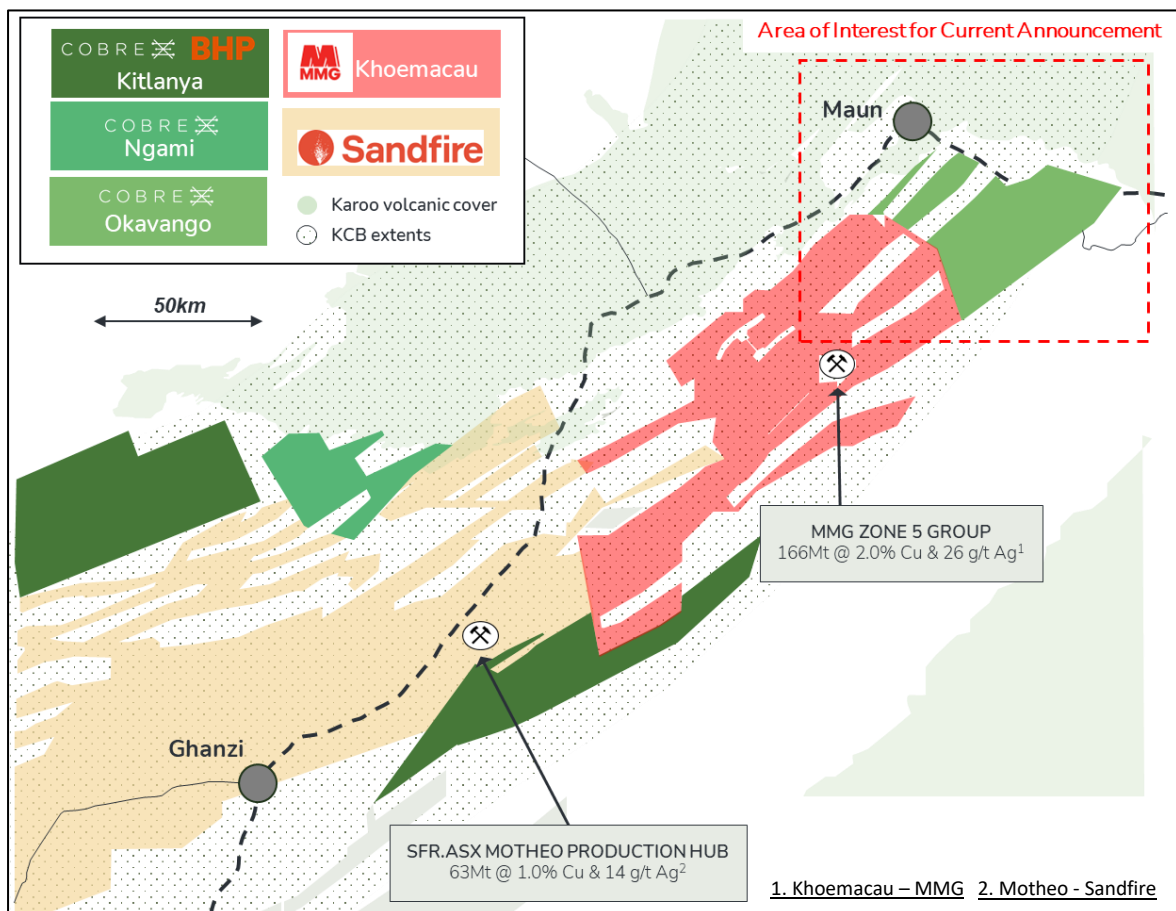 Area of Interest for Current Announcement
COBRE BHP
Kitlanya
MMG
Khoemacau
COBRE
Ngami
Sandfire
COBRE
Okavango
Karoo volcanic cover
KCB extents
Maun
50km
MMG ZONE 5 GROUP
166Mt @ 2.0% Cu & 26 g/t Ag¹
Ghanzi
SFR.ASX MOTHEO PRODUCTION HUB
63Mt @ 1.0% Cu & 14 g/t Ag²
1. Khoemacau – MMG 2. Motheo - Sandfire